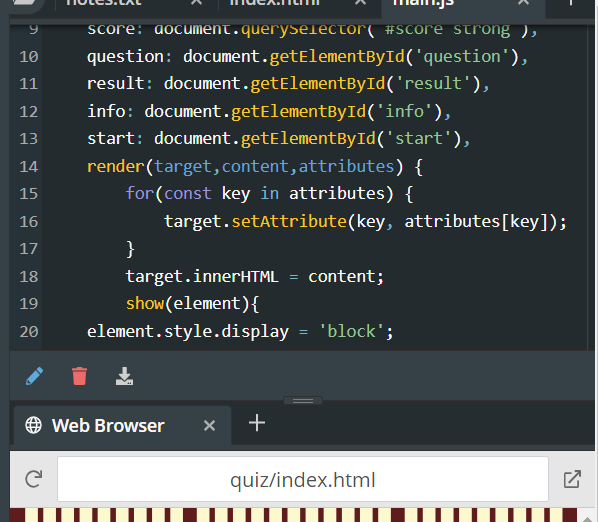 notes.txt × index.html × main.js × +
9 score: document.querySelector('#score strong'),
10 question: document.getElementById('question'),
11 result: document.getElementById('result'),
12 info: document.getElementById('info'),
13 start: document.getElementById('start'),
14 render(target,content,attributes) {
15 for(const key in attributes) {
16 target.setAttribute(key, attributes[key]);
17 }
18 target.innerHTML = content;
19 show(element){
20 element.style.display = 'block';
Web Browser × +
quiz/index.html